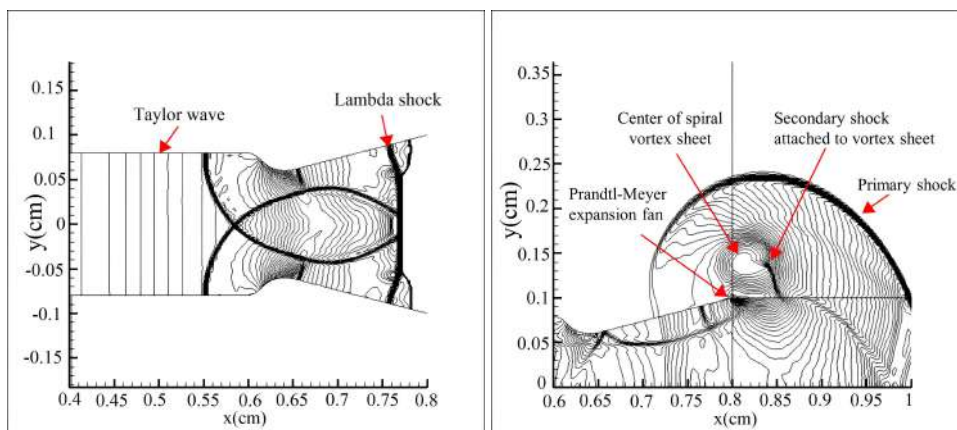 Taylor wave
Lambda shock
0.15
0.1
0.05
0
-0.05
-0.1
-0.15
y(cm)
0.4 0.45 0.5 0.55 0.6 0.65 0.7 0.75 0.8
x(cm)
Center of spiral
vortex sheet
Secondary shock
attached to vortex sheet
Prandtl-Meyer
expansion fan
Primary shock
0.35
0.3
0.25
0.2
0.15
0.1
0.05
0
y(cm)
0.6 0.65 0.7 0.75 0.8 0.85 0.9 0.95 1
x(cm)